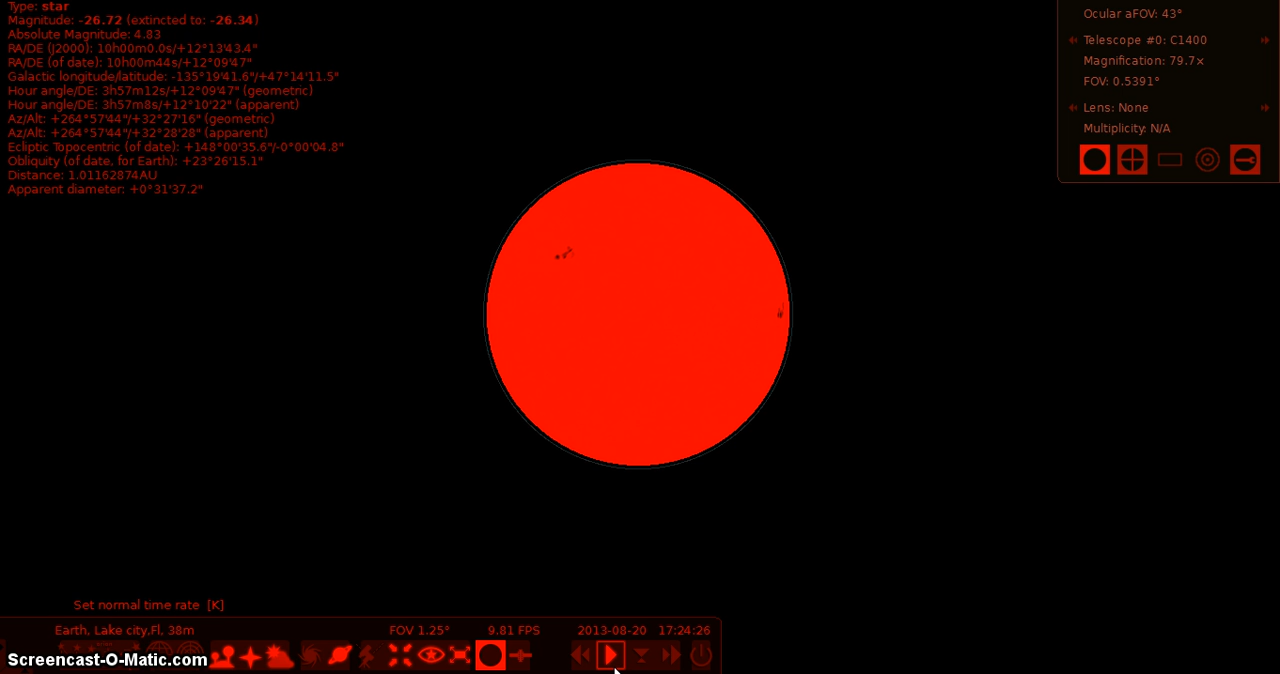 Type: star
Magnitude: -26.72 (extincted to: -26.34)
Absolute Magnitude: 4.83
RA/DE (J2000): 10h00m0.0s/+12°13'43.4"
RA/DE (of date): 10h00m44s/+12°09'47"
Galactic longitude/latitude: -135°19'41.6"/+47°14'11.5"
Hour angle/DE: 3h57m12s/+12°09'47" (geometric)
Hour angle/DE: 3h57m8s/+12°10'22" (apparent)
Az/Alt: +264°57'44"/+32°27'16" (geometric)
Az/Alt: +264°57'44"/+32°28'28" (apparent)
Ecliptic Topocentric (of date): +148°00'35.6"/-0°00'04.8"
Obliquity (of date, for Earth): +23°26'15.1"
Distance: 1.01162874AU
Apparent diameter: +0°31'37.2"
Ocular aFOV: 43°
Telescope #0: C1400
Magnification: 79.7×
FOV: 0.5391°
Lens: None
Multiplicity: N/A
Set normal time rate [K]
Earth, Lake city,Fl, 38m FOV 1.25° 9.81 FPS 2013-08-20 17:24:26
Screencast-O-Matic.com